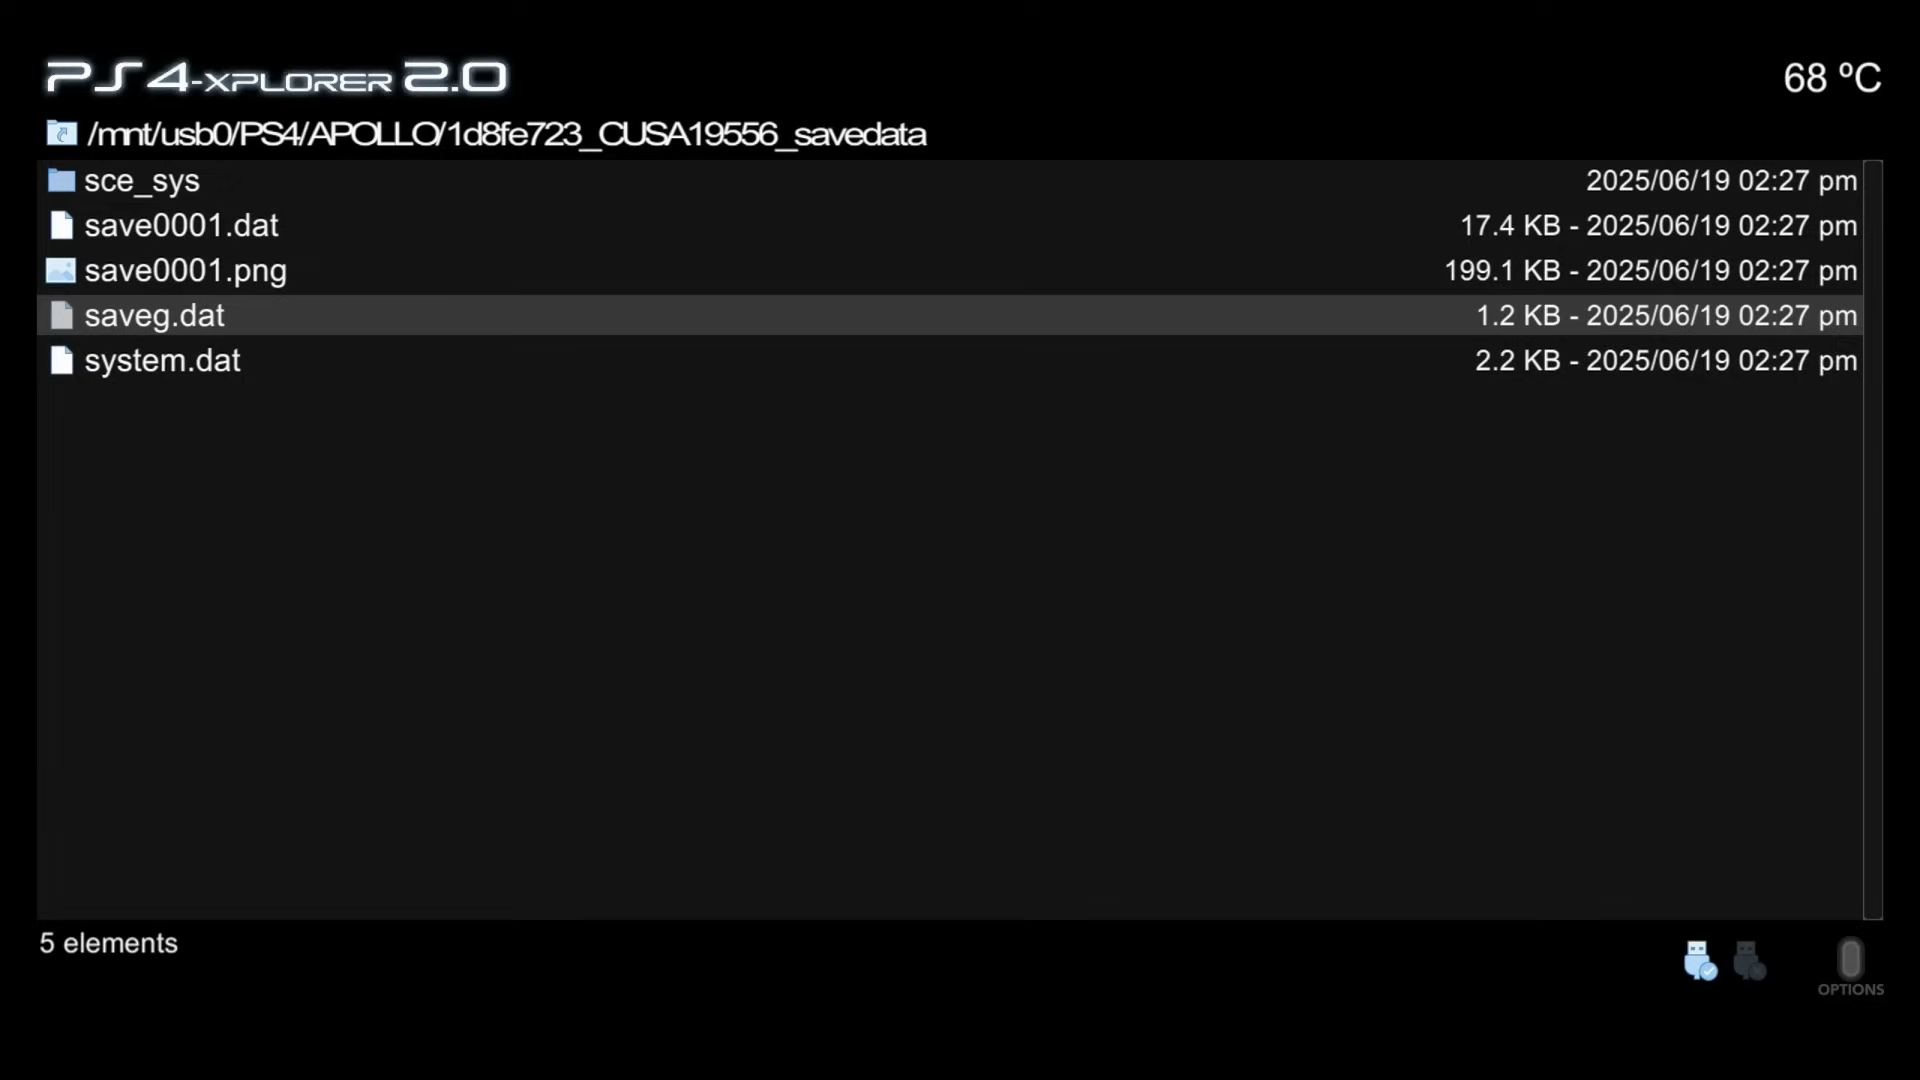 PS4-XPLORER 2.0
68 ºC
/mnt/usb0/PS4/APOLLO/1d8fe723_CUSA19556_savedata
sce_sys 2025/06/19 02:27 pm
save0001.dat 17.4 KB - 2025/06/19 02:27 pm
save0001.png 199.1 KB - 2025/06/19 02:27 pm
saveg.dat 1.2 KB - 2025/06/19 02:27 pm
system.dat 2.2 KB - 2025/06/19 02:27 pm
5 elements
OPTIONS